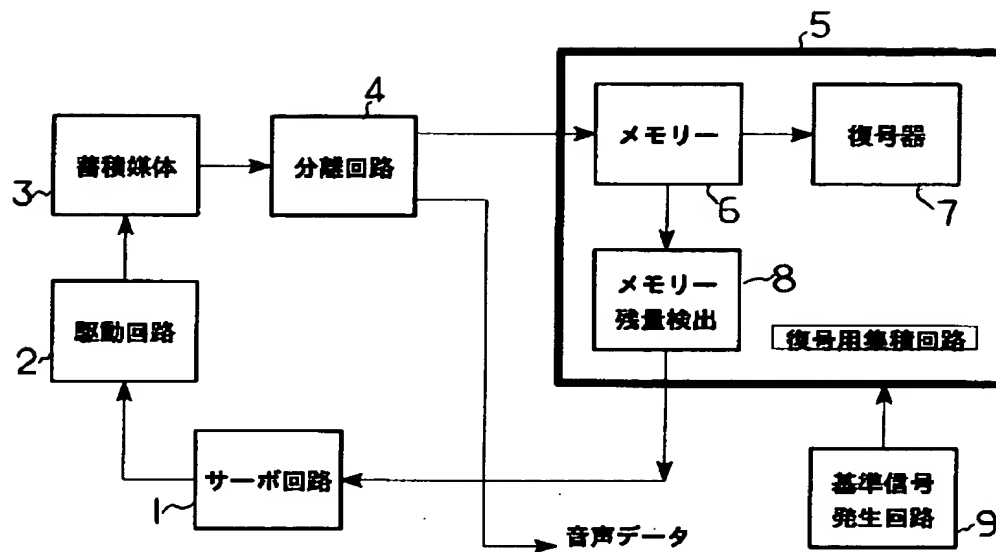 5
4
メモリー
復号器
蓄積媒体
分離回路
3
6
7
メモリー
残量検出
8
駆動回路
2
復号用集積回路
サーボ回路
1
基準信号
発生回路
9
音声データ